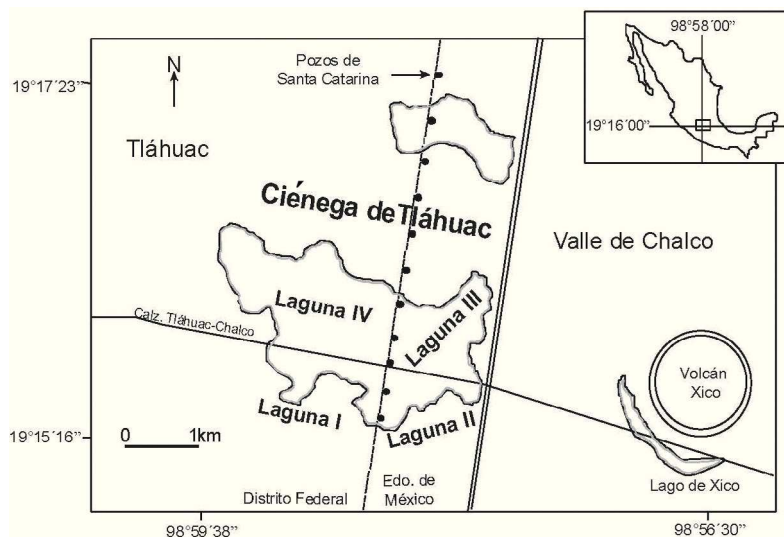 98°58´00”
N
Pozos de
Santa Catarina
19°17´23”
19°16´00”
Tláhuac
Ciénega de Tláhuac
Valle de Chalco
Laguna IV
Laguna III
Calz. Tláhuac-Chalco
Volcán
Xico
Laguna I
Laguna II
19°15´16”
0 1km
Edo. de
México
Distrito Federal
Lago de Xico
98°59´38”
98°56´30”